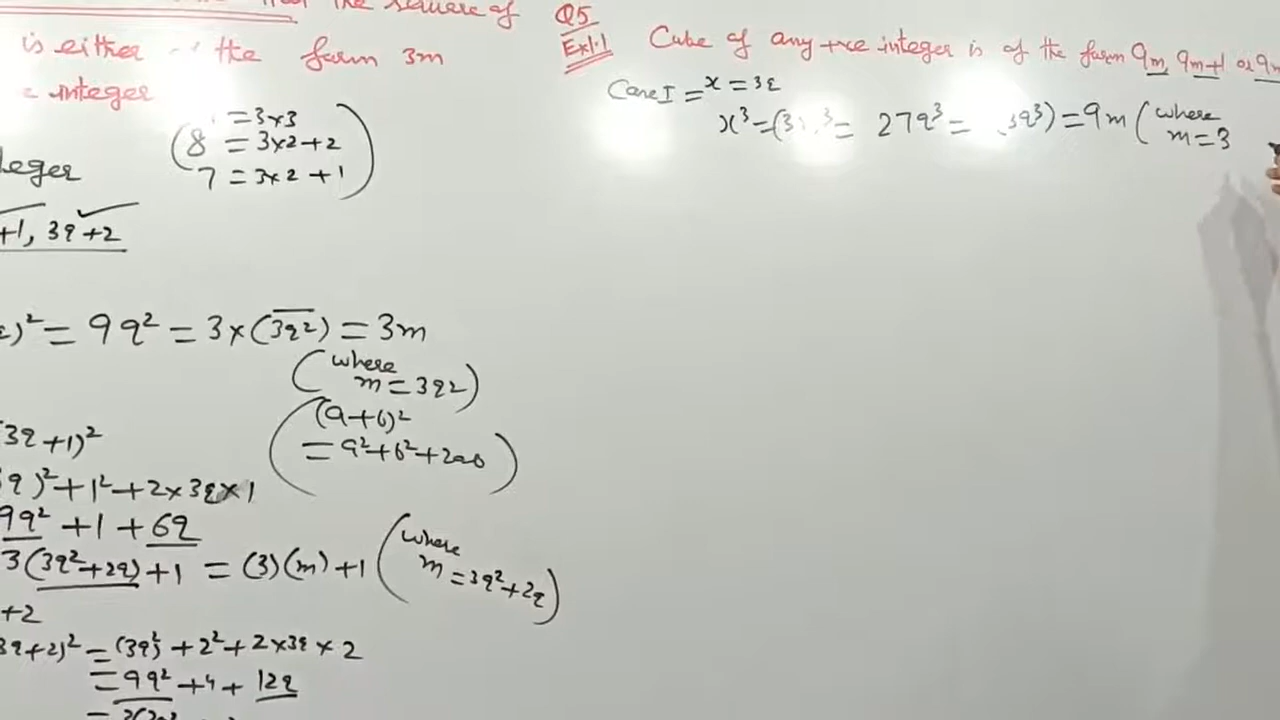 the square of
is either the form 3m
integer
= 3×3
8 = 3×2+2
7 = 3×2+1
+1, 3q+2
)² = 9q² = 3×(3q²) = 3m
(where
m = 3q2)
(a+b)²
= a²+b²+2ab
3q+1)²
q)²+1²+2×3q×1
9q² +1+6q
3(3q²+2q)+1 = (3)(m)+1 (where
m = 3q²+2q)
+2
3q+2)² = (3q)²+2²+2×3q×2
= 9q²+4+12q
Q5
Ex1.1 Cube of any +ve integer is of the form 9m, 9m+1 or 9m
Case I = x = 3q
x³ = (3 ³ = 27q³ = 3q³) = 9m (where
m = 3